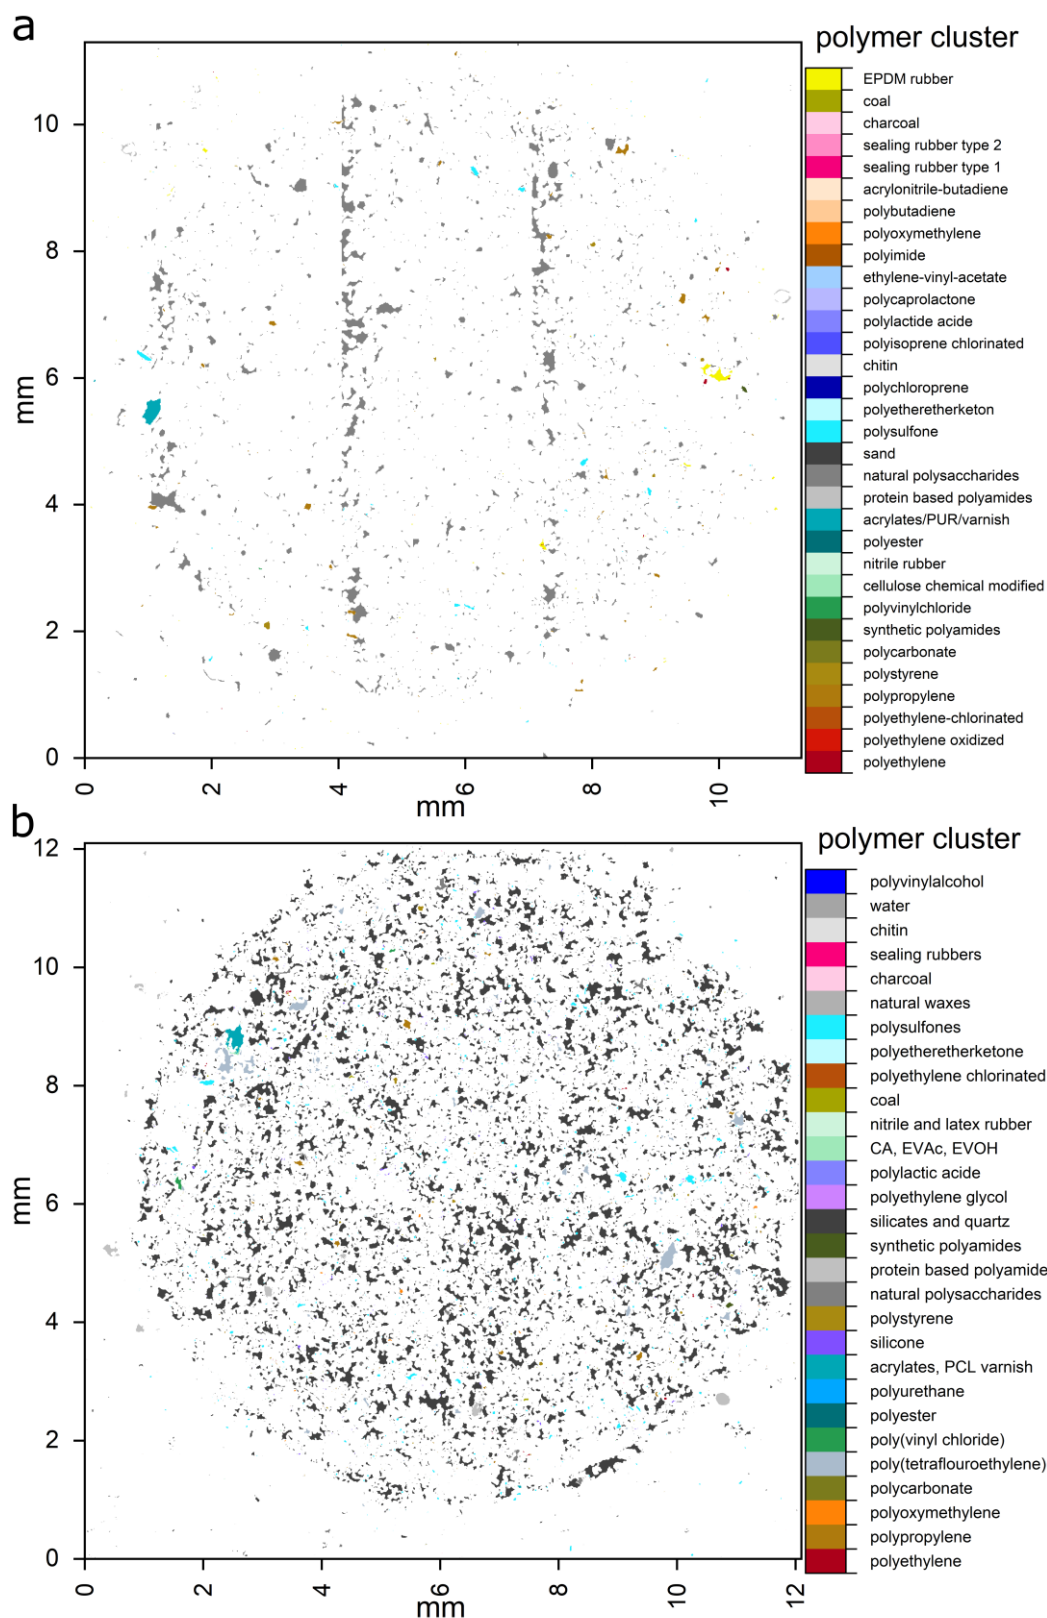 a
polymer cluster
EPDM rubber
coal
charcoal
sealing rubber type 2
sealing rubber type 1
acrylonitrile-butadiene
polybutadiene
polyoxymethylene
polyimide
ethylene-vinyl-acetate
polycaprolactone
polylactide acide
polyisoprene chlorinated
chitin
polychloroprene
polyetheretherketon
polysulfone
sand
natural polysaccharides
protein based polyamides
acrylates/PUR/varnish
polyester
nitrile rubber
cellulose chemical modified
polyvinylchloride
synthetic polyamides
polycarbonate
polystyrene
polypropylene
polyethylene-chlorinated
polyethylene oxidized
polyethylene
10
8
6
4
2
0
mm
0 2 4 6 8 10
mm
b
polymer cluster
polyvinylalcohol
water
chitin
sealing rubbers
charcoal
natural waxes
polysulfones
polyetheretherketone
polyethylene chlorinated
coal
nitrile and latex rubber
CA, EVAc, EVOH
polylactic acide
polyethylene glycol
silicates and quartz
synthetic polyamides
protein based polyamide
natural polysaccharides
polystyrene
silicone
acrylates, PCL varnish
polyurethane
polyester
poly(vinyl chloride)
poly(tetraflouroethylene)
polycarbonate
polyoxymethylene
polypropylene
polyethylene
12
10
8
6
4
2
0
mm
0 2 4 6 8 10 12
mm